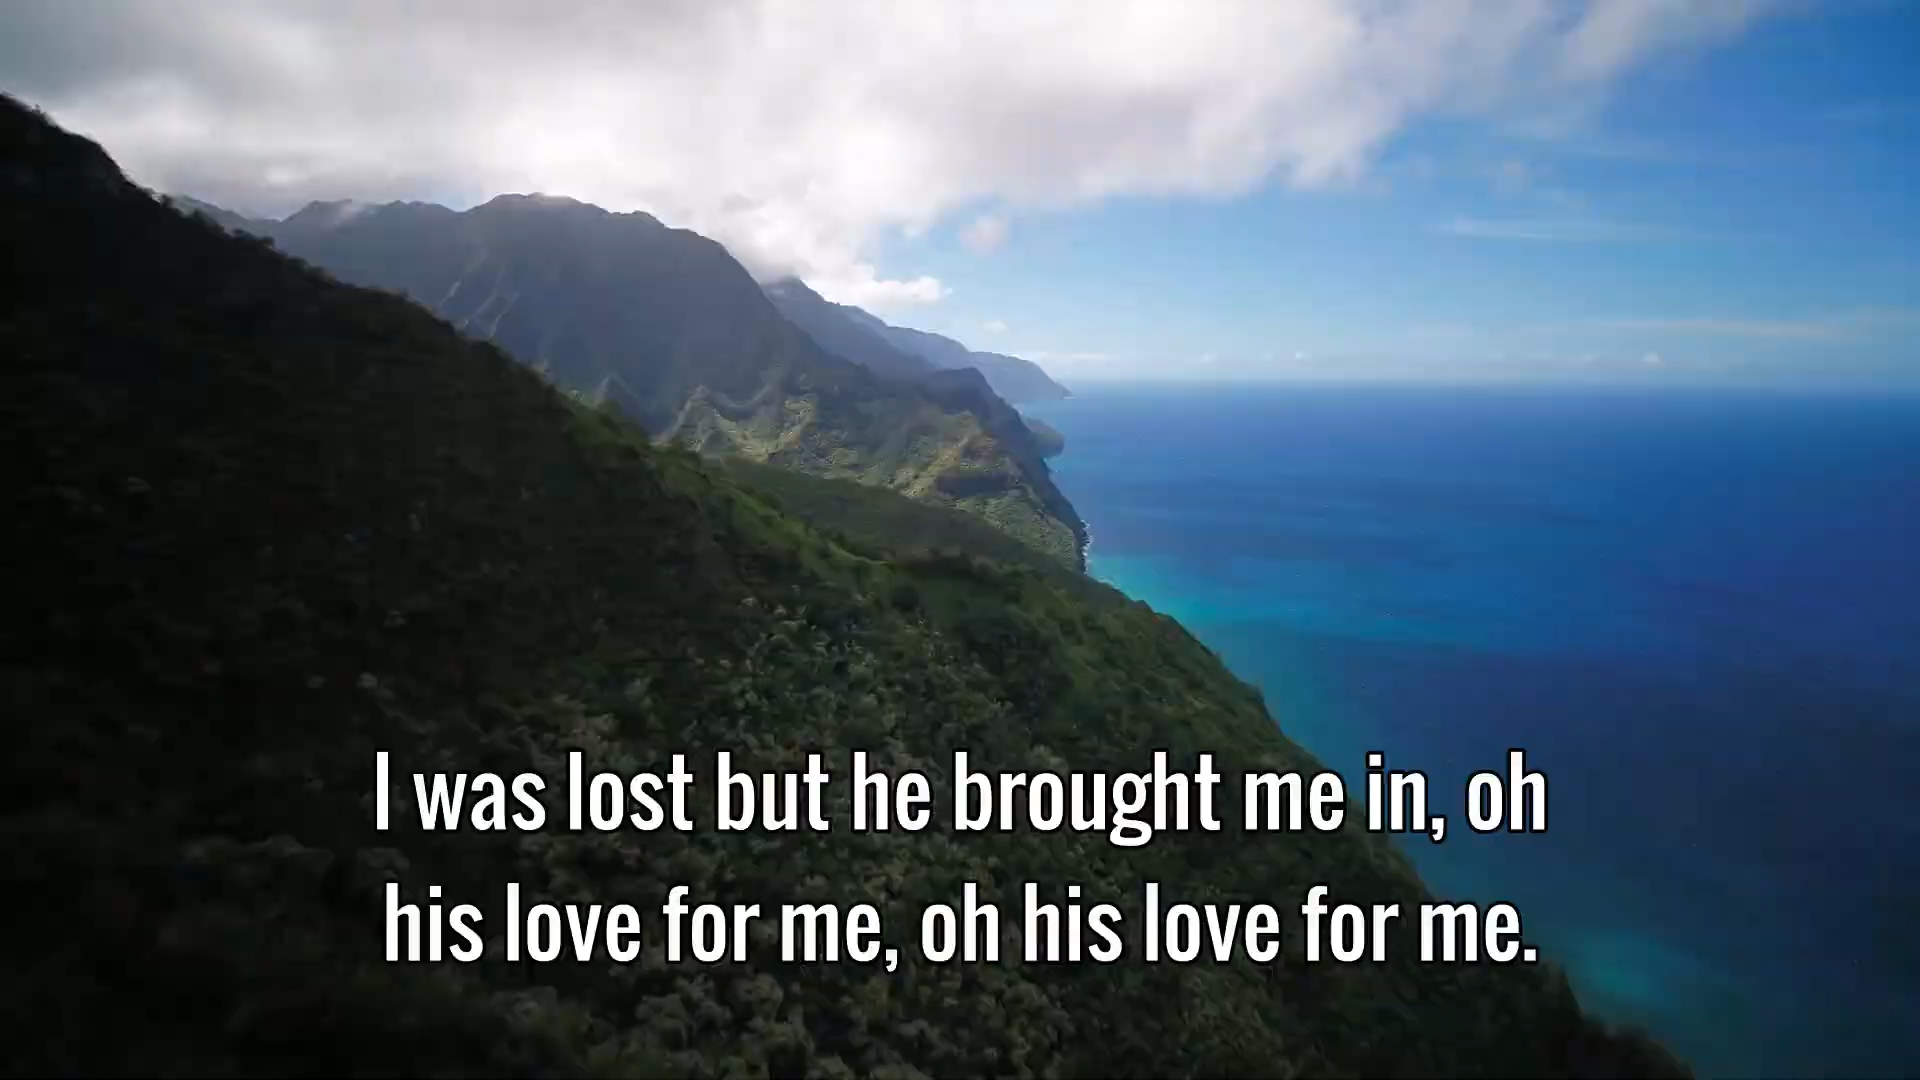 I was lost but he brought me in, oh
his love for me, oh his love for me.